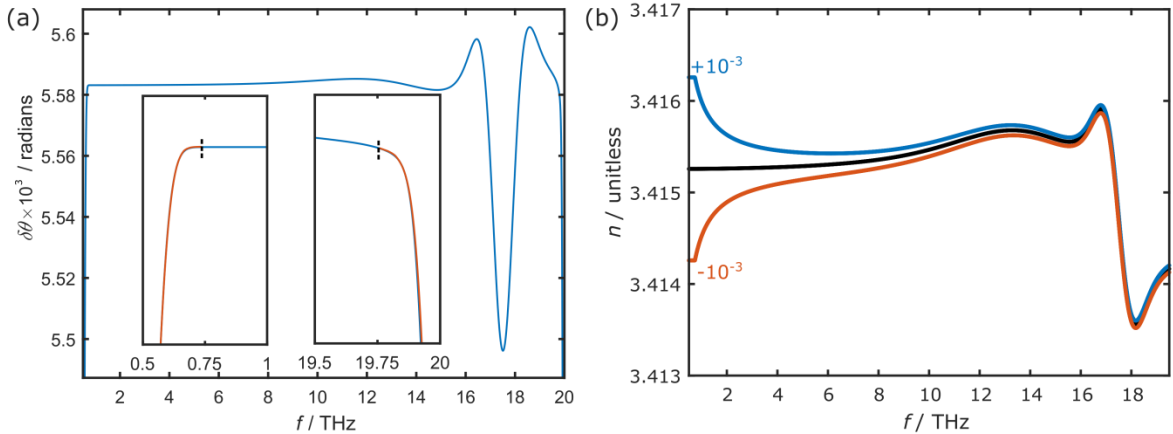 (a)
δθ × 10³ / radians
5.6
5.58
5.56
5.54
5.52
5.5
0.5 0.75 1
19.5 19.75 20
2 4 6 8 10 12 14 16 18 20
f / THz
(b)
n / unitless
3.417
3.416
3.415
3.414
3.413
+10⁻³
-10⁻³
2 4 6 8 10 12 14 16 18
f / THz